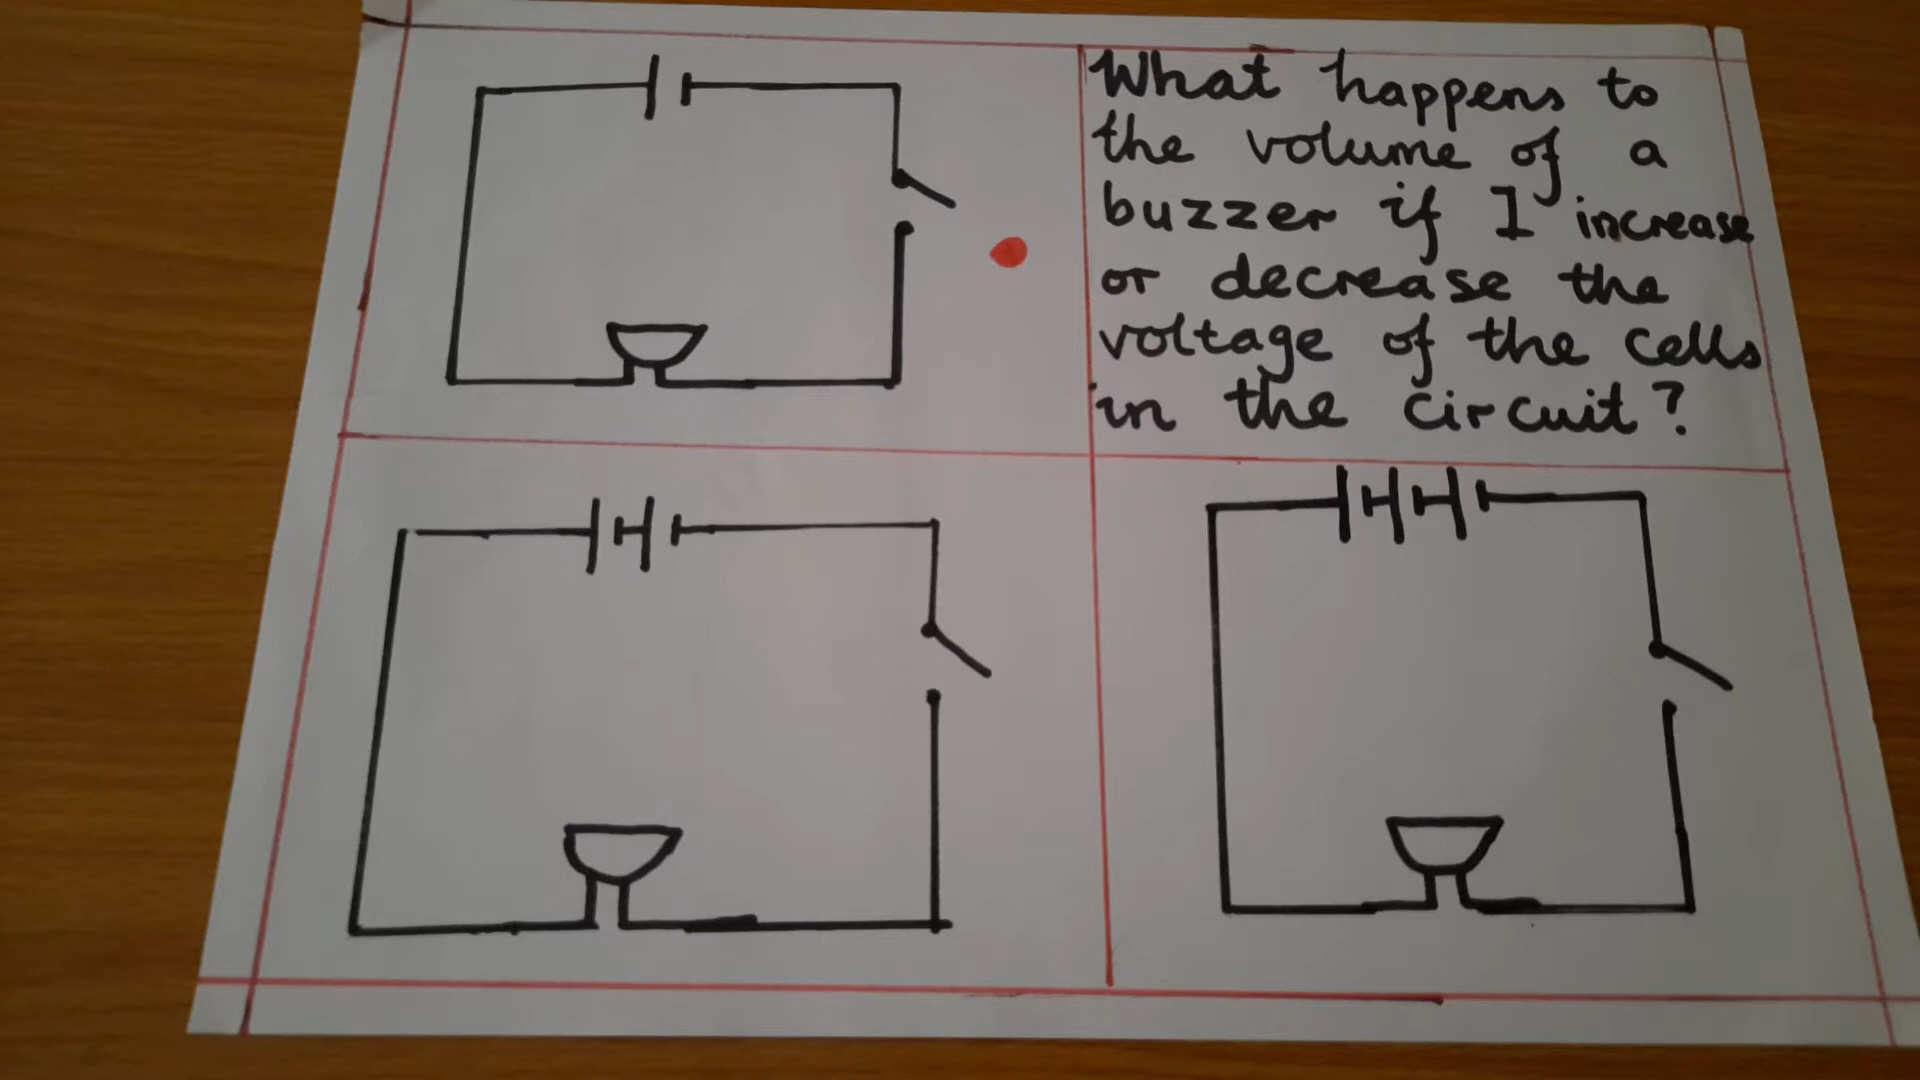 What happens to
the volume of a
buzzer if I increase
or decrease the
voltage of the cells
in the circuit?